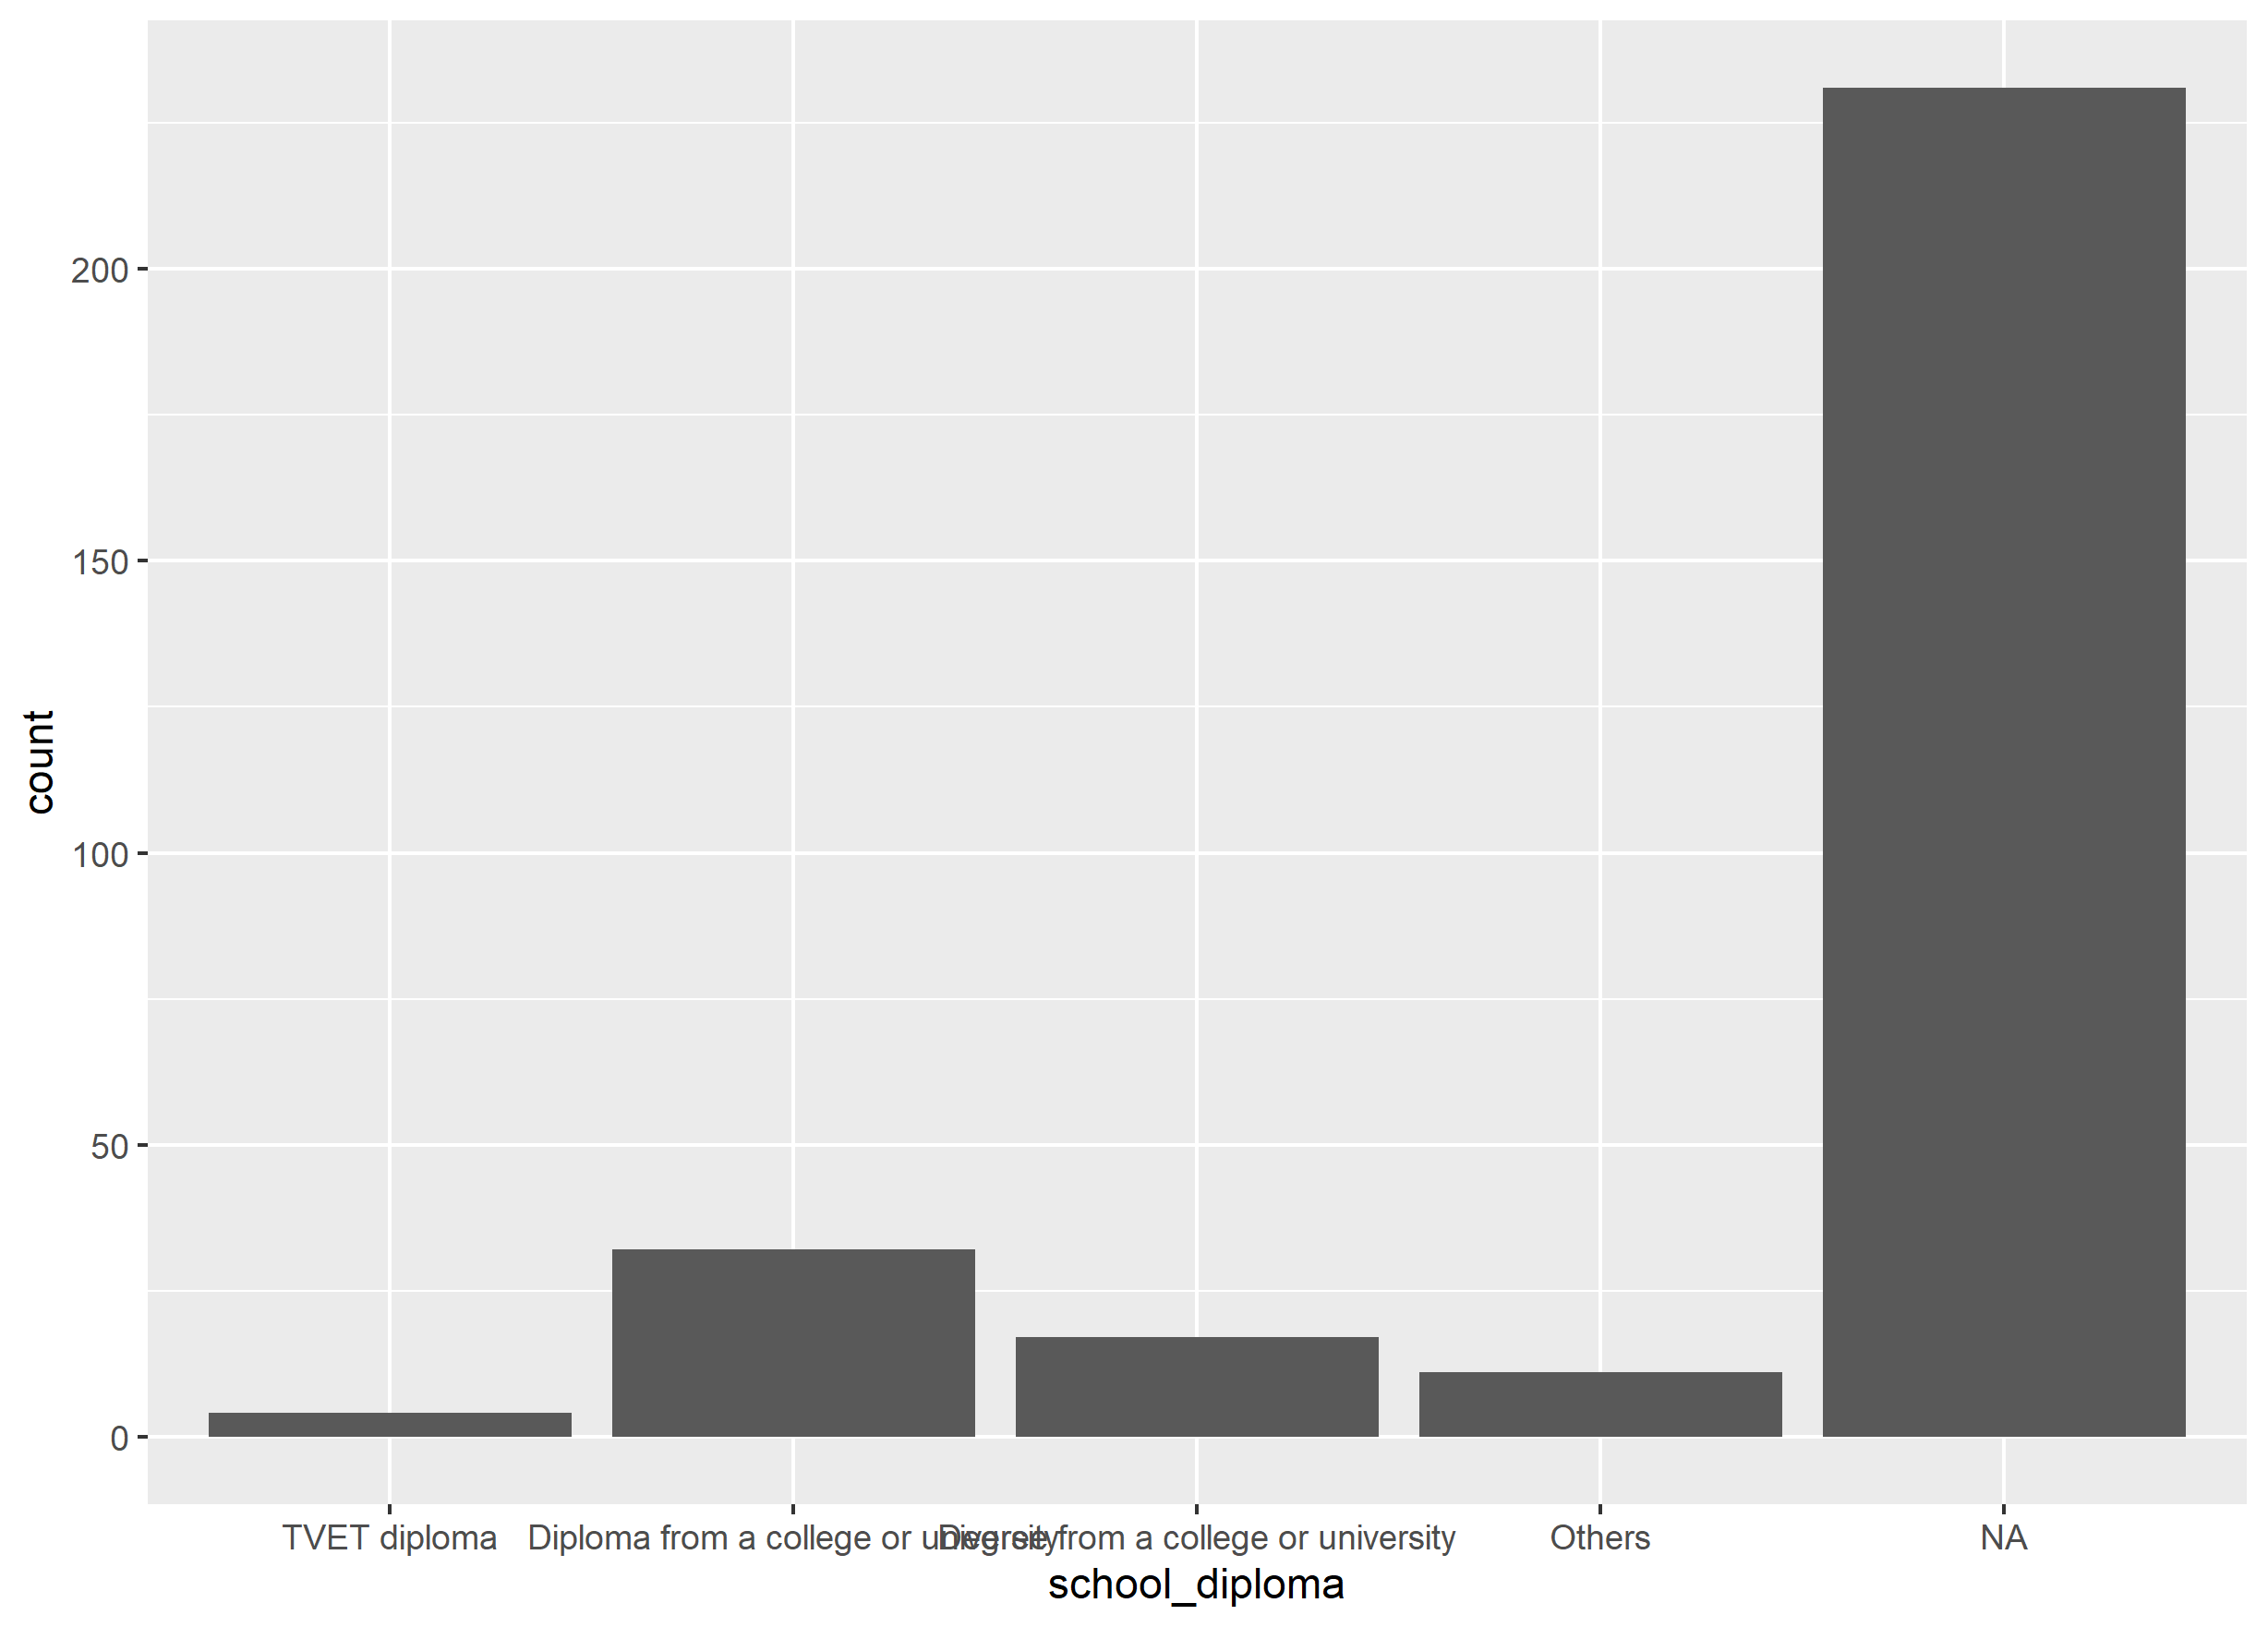 count
200
150
100
50
0
TVET diploma
Diploma from a college or university
Degree from a college or university
Others
NA
school_diploma